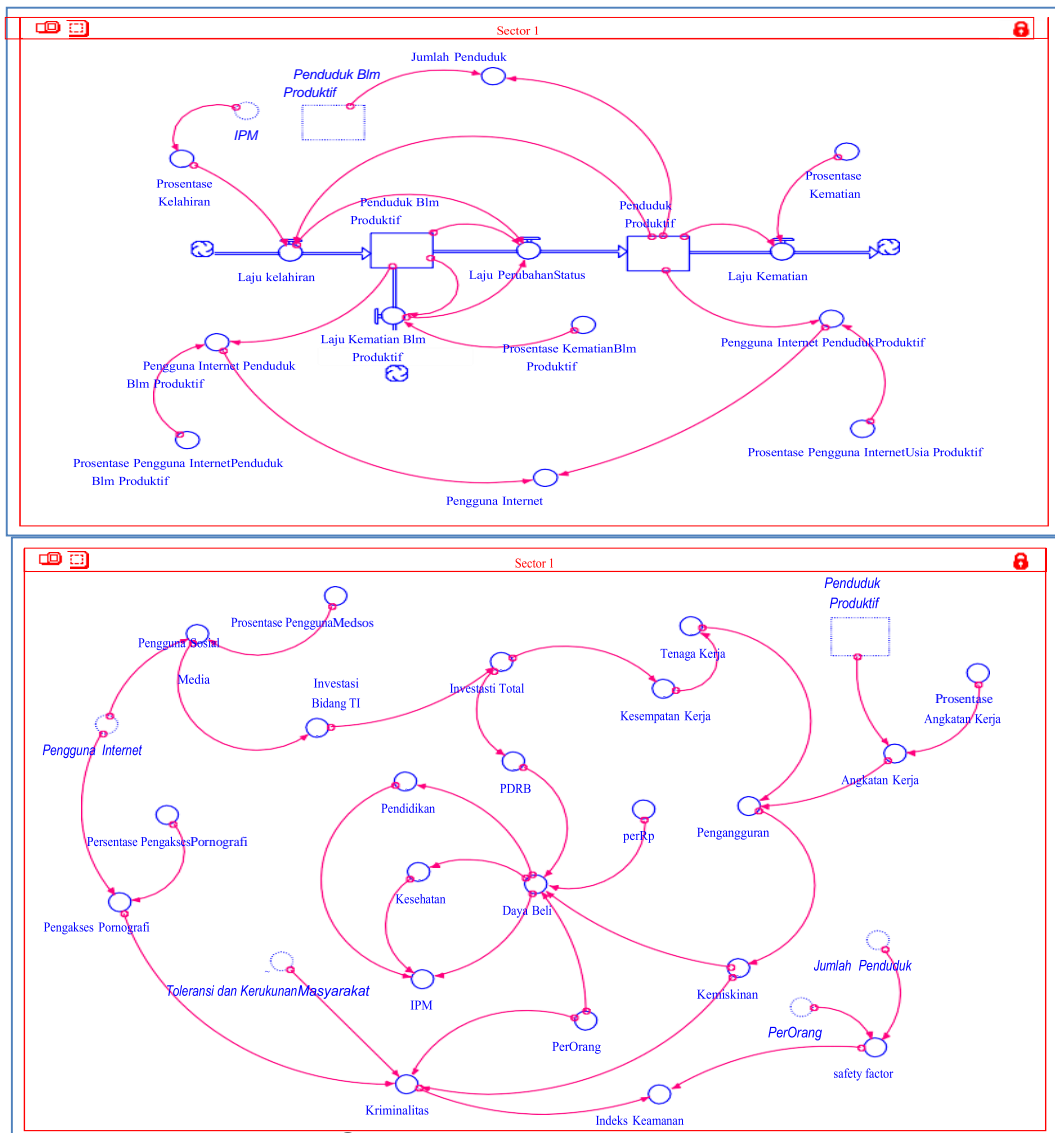 Sector 1
Jumlah Penduduk
Penduduk Blm
Produktif
IPM
Prosentase
Kelahiran
Prosentase
Kematian
Penduduk Blm
Produktif
Penduduk
Produktif
Laju kelahiran
Laju PerubahanStatus
Laju Kematian
Laju Kematian Blm
Produktif
Prosentase KematianBlm
Produktif
Pengguna Internet PendudukProduktif
Pengguna Internet Penduduk
Blm Produktif
Prosentase Pengguna InternetPenduduk
Blm Produktif
Prosentase Pengguna InternetUsia Produktif
Pengguna Internet
Sector 1
Penduduk
Produktif
Prosentase PenggunaMedsos
Pengguna Sosial
Media
Investasi
Bidang TI
Investasti Total
Tenaga Kerja
Kesempatan Kerja
Prosentase
Angkatan Kerja
Pengguna Internet
Angkatan Kerja
PDRB
Pendidikan
perRp
Pengangguran
Persentase PengaksesPornografi
Kesehatan
Daya Beli
Pengakses Pornografi
Jumlah Penduduk
~
Toleransi dan KerukunanMasyarakat
IPM
Kemiskinan
PerOrang
PerOrang
safety factor
Kriminalitas
Indeks Keamanan